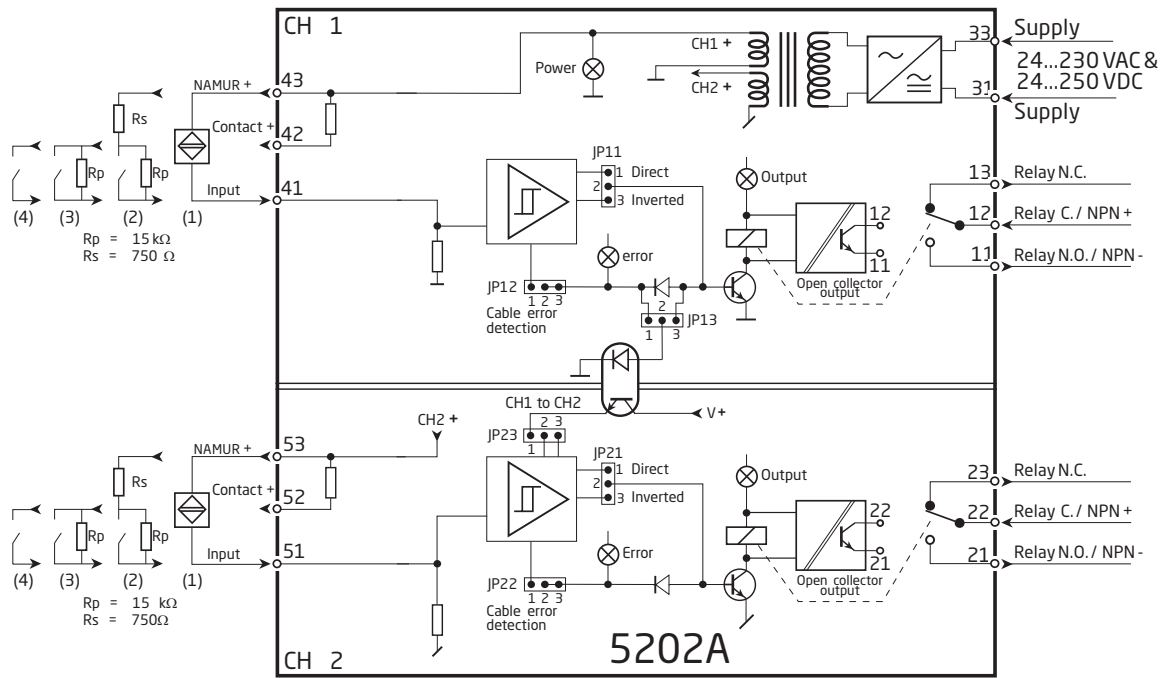 CH 1
33
Supply
24...230 VAC &
24...250 VDC
31
Supply
CH1 +
CH2 +
Power
NAMUR +
43
Contact +
42
Input
41
Rs
Rp
Rp
(4)
(3)
(2)
(1)
Rp = 15 kΩ
Rs = 750 Ω
JP11
1 Direct
2
3 Inverted
Output
error
JP12
1 2 3
Cable error
detection
2
JP13
1 3
12
11
Open collector
output
13
Relay N.C.
12
Relay C. / NPN +
11
Relay N.O. / NPN -
CH1 to CH2
V+
CH2 +
JP23
2 3
1
NAMUR +
53
Contact +
52
Input
51
Rs
Rp
Rp
(4)
(3)
(2)
(1)
Rp = 15 kΩ
Rs = 750Ω
JP21
1 Direct
2
3 Inverted
Output
Error
JP22
1 2 3
Cable error
detection
22
21
Open collector
output
23
Relay N.C.
22
Relay C. / NPN +
21
Relay N.O. / NPN -
5202A
CH 2